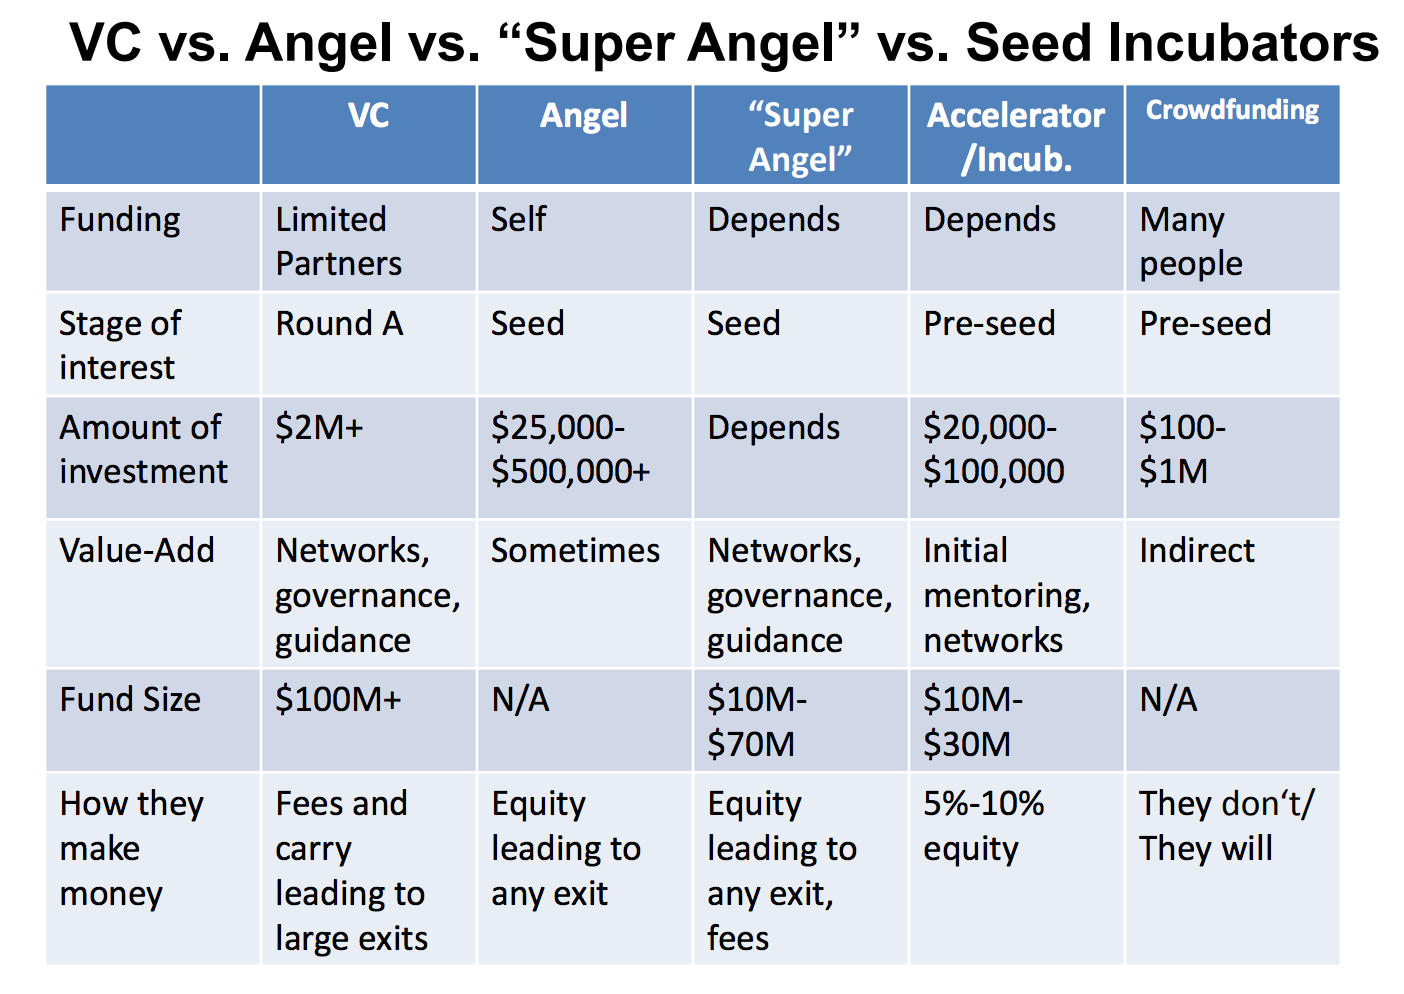 VC vs. Angel vs. “Super Angel” vs. Seed Incubators
VC
Angel
“Super
Angel”
Accelerator
/Incub.
Crowdfunding
Funding
Limited
Partners
Self
Depends
Depends
Many
people
Stage of
interest
Round A
Seed
Seed
Pre-seed
Pre-seed
Amount of
investment
$2M+
$25,000-
$500,000+
Depends
$20,000-
$100,000
$100-
$1M
Value-Add
Networks,
governance,
guidance
Sometimes
Networks,
governance,
guidance
Initial
mentoring,
networks
Indirect
Fund Size
$100M+
N/A
$10M-
$70M
$10M-
$30M
N/A
How they
make
money
Fees and
carry
leading to
large exits
Equity
leading to
any exit
Equity
leading to
any exit,
fees
5%-10%
equity
They don‘t/
They will